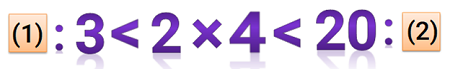 (1) : 3 < 2 × 4 < 20 : (2)